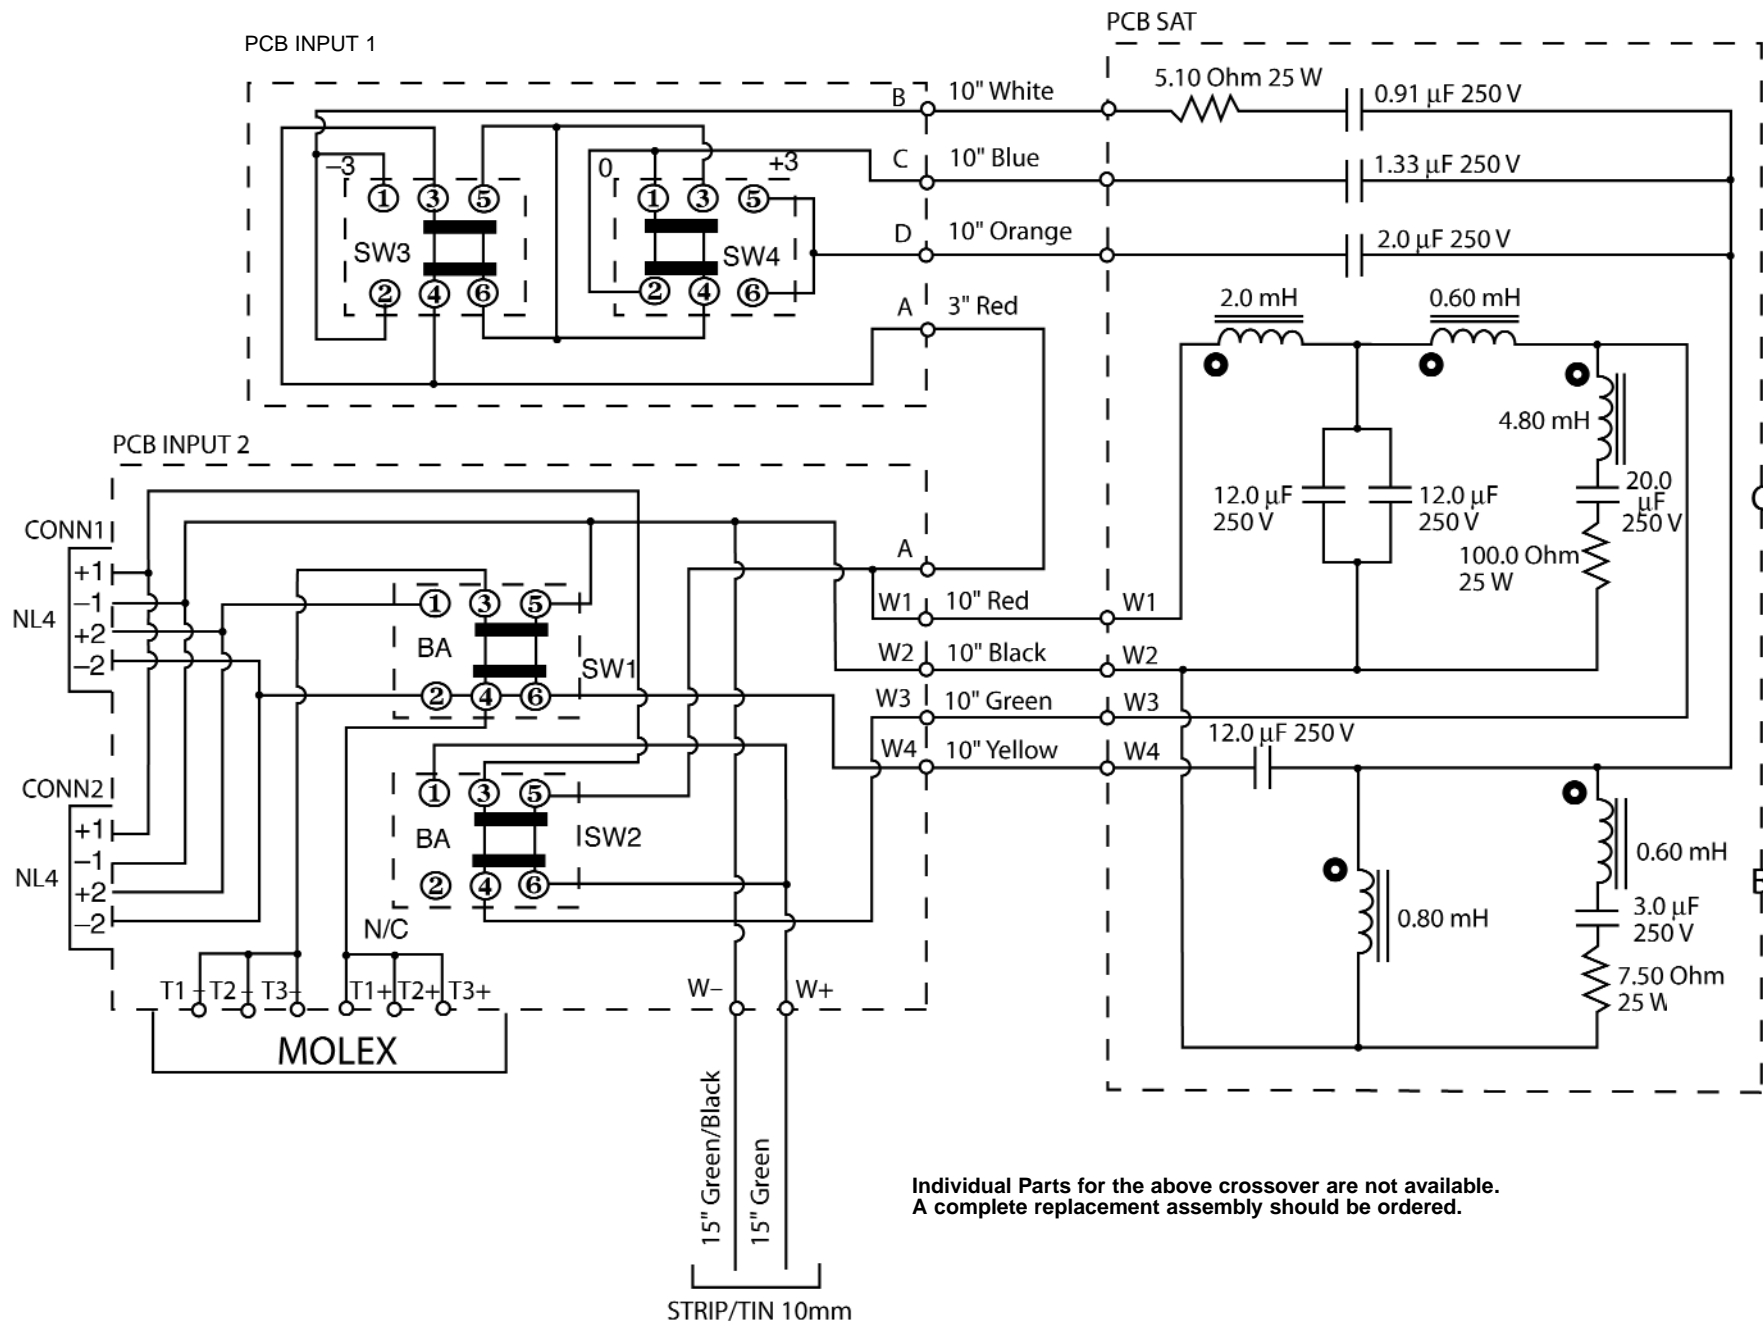 PCB SAT
PCB INPUT 1
5.10 Ohm 25 W
0.91 µF 250 V
B
10" White
–3
0
+3
C
10" Blue
1.33 µF 250 V
1
3
5
1
3
5
SW3
SW4
D
10" Orange
2.0 µF 250 V
2
4
6
2
4
6
A
3" Red
2.0 mH
0.60 mH
4.80 mH
PCB INPUT 2
12.0 µF
250 V
12.0 µF
250 V
20.0
µF
250 V
100.0 Ohm
25 W
CONN1
+1
–1
+2
–2
NL4
A
1
3
5
BA
SW1
2
4
6
W1
10" Red
W1
W2
10" Black
W2
W3
10" Green
W3
W4
10" Yellow
W4
12.0 µF 250 V
CONN2
+1
–1
+2
–2
NL4
1
3
5
BA
SW2
2
4
6
N/C
0.60 mH
0.80 mH
3.0 µF
250 V
7.50 Ohm
25 W
T1 –
T2 –
T3–
T1+
T2+
T3+
W–
W+
MOLEX
15" Green/Black
15" Green
Individual Parts for the above crossover are not available.
A complete replacement assembly should be ordered.
STRIP/TIN 10mm